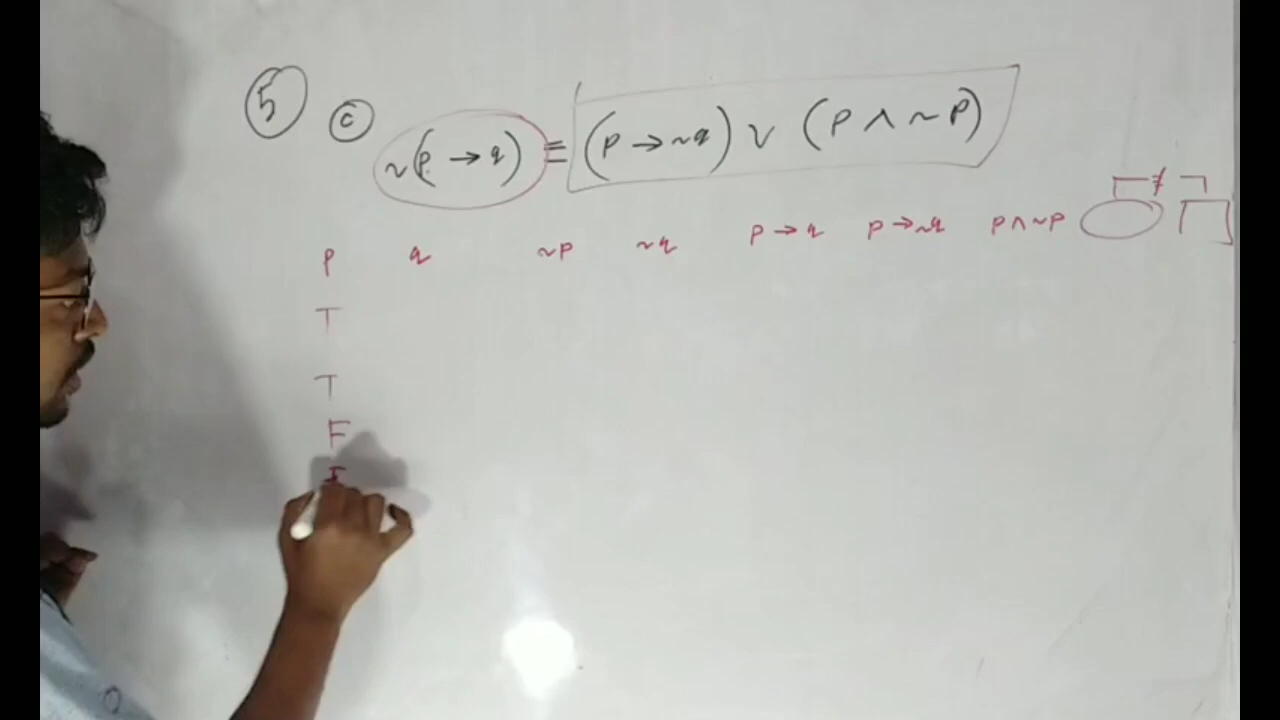 5 c ~(p → q) ≡ (p → ~q) ∨ (p ∧ ~p)
≠
p q ~p ~q p → q p → ~q p ∧ ~p
T
T
F